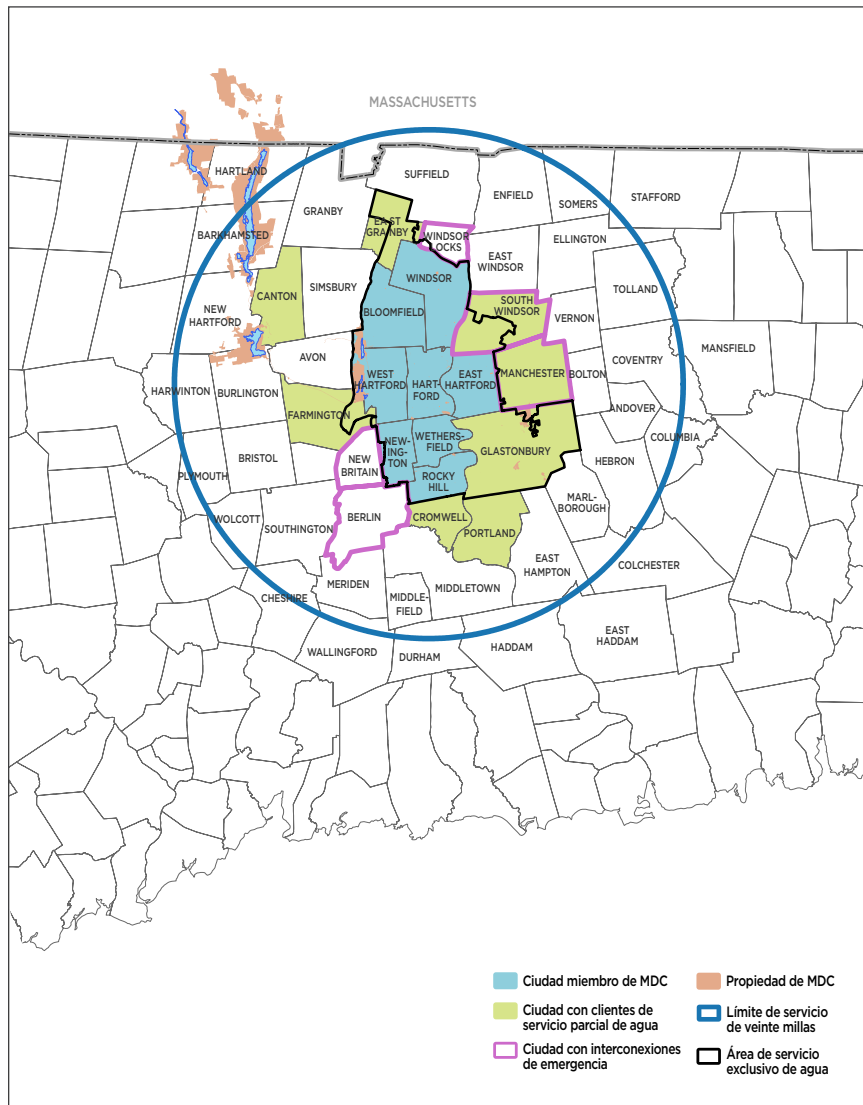 MASSACHUSETTS
HARTLAND
SUFFIELD
ENFIELD
SOMERS
STAFFORD
GRANBY
EAST
GRANBY
WINDSOR
LOCKS
BARKHAMSTED
EAST
WINDSOR
ELLINGTON
WINDSOR
TOLLAND
CANTON
SIMSBURY
NEW
HARTFORD
BLOOMFIELD
SOUTH
WINDSOR
VERNON
AVON
MANSFIELD
COVENTRY
WEST
HARTFORD
HART-
FORD
EAST
HARTFORD
MANCHESTER
BOLTON
HARWINTON
BURLINGTON
ANDOVER
FARMINGTON
COLUMBIA
NEW-
ING-
TON
WETHERS-
FIELD
GLASTONBURY
BRISTOL
HEBRON
PLYMOUTH
NEW
BRITAIN
ROCKY
HILL
MARL-
BOROUGH
WOLCOTT
SOUTHINGTON
BERLIN
CROMWELL
PORTLAND
EAST
HAMPTON
COLCHESTER
MERIDEN
CHESHIRE
MIDDLE-
FIELD
MIDDLETOWN
WALLINGFORD
DURHAM
HADDAM
EAST
HADDAM
Ciudad miembro de MDC
Ciudad con clientes de
servicio parcial de agua
Ciudad con interconexiones
de emergencia
Propiedad de MDC
Límite de servicio
de veinte millas
Área de servicio
exclusivo de agua